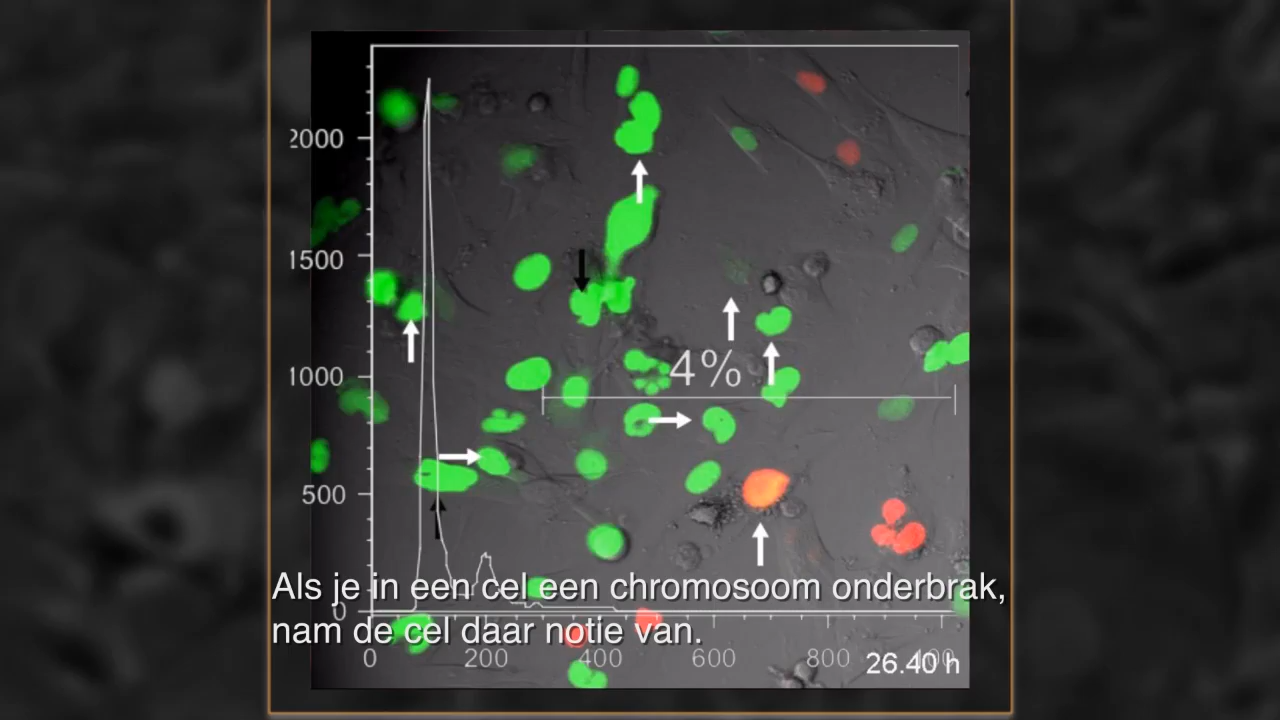 2000
1500
1000
4%
500
0
Als je in een cel een chromosoom onderbrak,
nam de cel daar notie van.
0 200 400 600 800
26.40 h